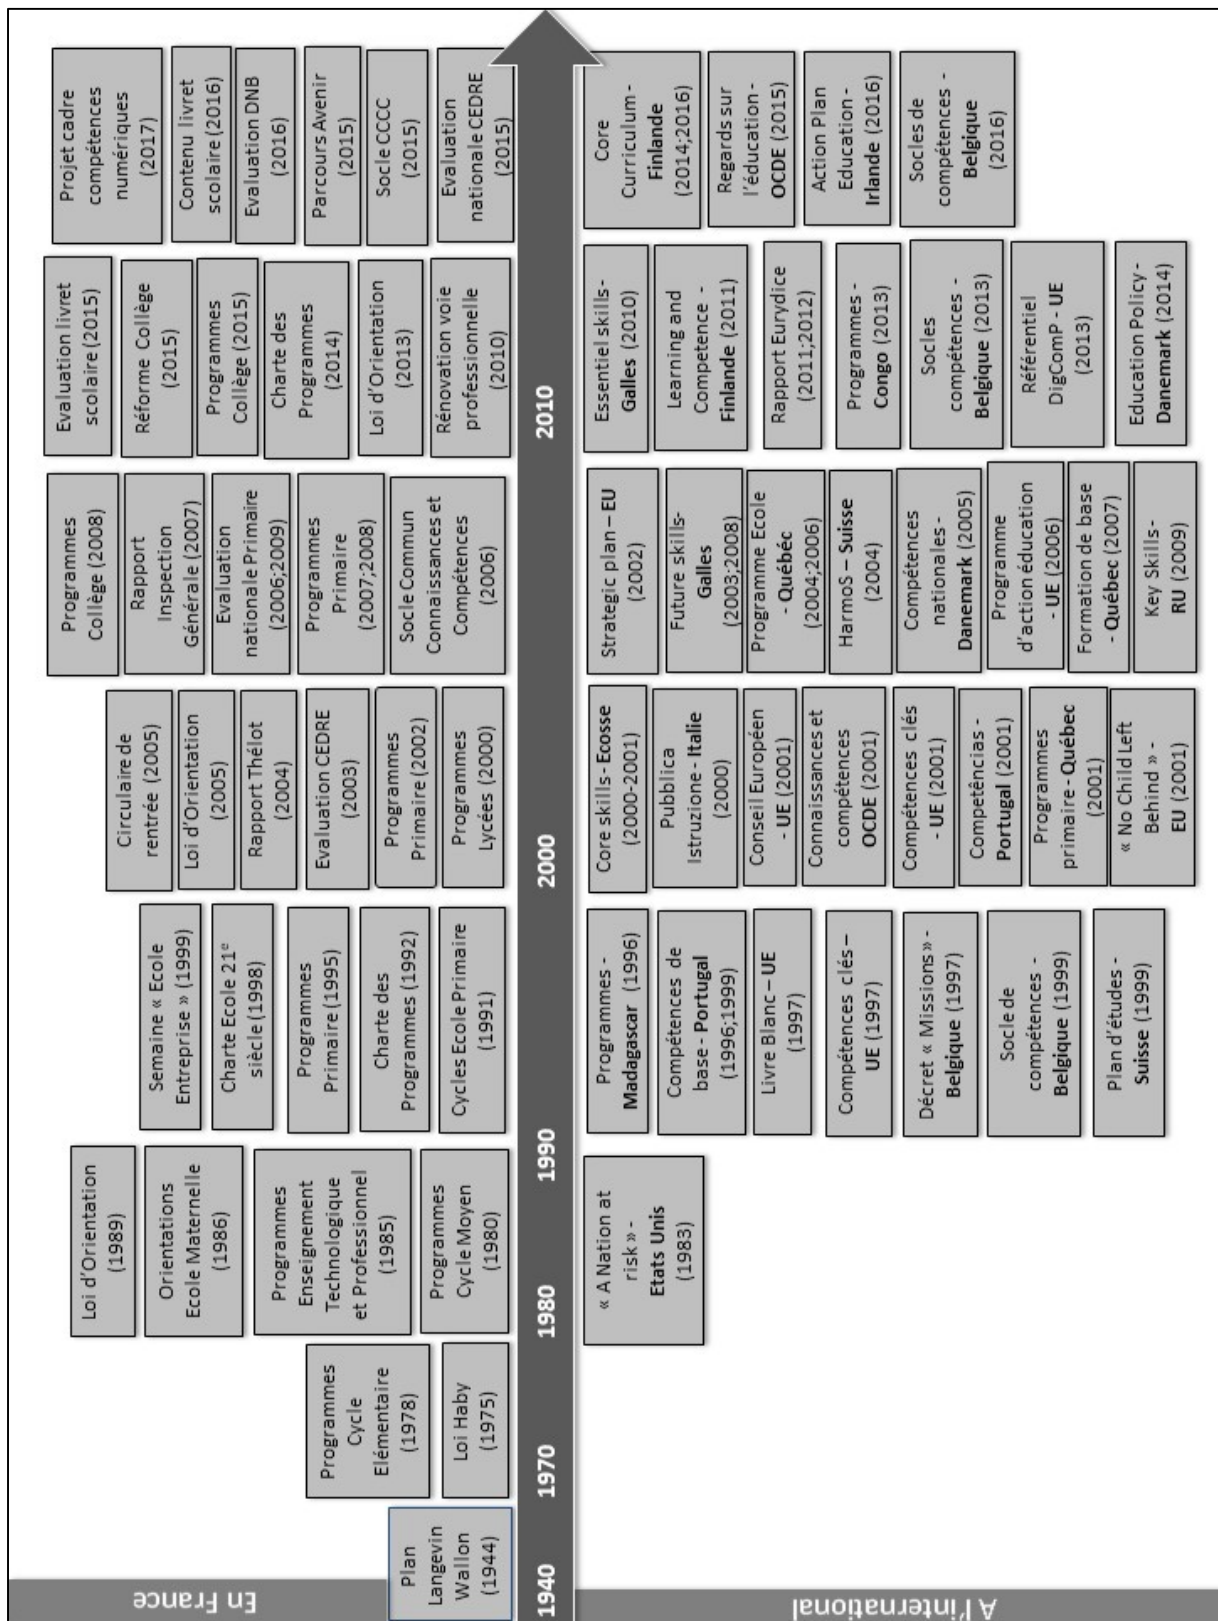 En France
Plan
Langevin
Wallon
(1944)
Programmes
Cycle
Elémentaire
(1978)
Loi Haby
(1975)
Loi d'Orientation
(1989)
Orientations
Ecole Maternelle
(1986)
Programmes
Enseignement
Technologique
et Professionnel
(1985)
Programmes
Cycle Moyen
(1980)
Semaine « Ecole
Entreprise » (1999)
Charte Ecole 21e
siècle (1998)
Programmes
Primaire (1995)
Charte des
Programmes (1992)
Cycles Ecole Primaire
(1991)
Circulaire de
rentrée (2005)
Loi d'Orientation
(2005)
Rapport Thélot
(2004)
Evaluation CEDRE
(2003)
Programmes
Primaire (2002)
Programmes
Lycées (2000)
Programmes
Collège (2008)
Rapport
Inspection
Générale (2007)
Evaluation
nationale Primaire
(2006;2009)
Programmes
Primaire
(2007;2008)
Socle Commun
Connaissances et
Compétences
(2006)
Evaluation livret
scolaire (2015)
Réforme Collège
(2015)
Programmes
Collège (2015)
Charte des
Programmes
(2014)
Loi d'Orientation
(2013)
Rénovation voie
professionnelle
(2010)
Projet cadre
compétences
numériques
(2017)
Contenu livret
scolaire (2016)
Evaluation DNB
(2016)
Parcours Avenir
(2015)
Socle CCCC
(2015)
Evaluation
nationale CEDRE
(2015)
1940
1970
1980
1990
2000
2010
A l'international
« A Nation at
risk » -
Etats Unis
(1983)
Programmes -
Madagascar (1996)
Compétences de
base - Portugal
(1996;1999)
Livre Blanc – UE
(1997)
Compétences clés –
UE (1997)
Décret « Missions » -
Belgique (1997)
Socle de
compétences -
Belgique (1999)
Plan d'études -
Suisse (1999)
Core skills - Ecosse
(2000-2001)
Pubblica
Istruzione - Italie
(2000)
Conseil Européen
- UE (2001)
Connaissances et
compétences
OCDE (2001)
Compétences clés
- UE (2001)
Competências -
Portugal (2001)
Programmes
primaire - Québec
(2001)
« No Child Left
Behind » -
EU (2001)
Strategic plan – EU
(2002)
Future skills-
Galles
(2003;2008)
Programme Ecole
- Québéc
(2004;2006)
HarmoS – Suisse
(2004)
Compétences
nationales -
Danemark (2005)
Programme
d'action éducation
- UE (2006)
Formation de base
- Québec (2007)
Key Skills -
RU (2009)
Essentiel skills-
Galles (2010)
Learning and
Competence -
Finlande (2011)
Rapport Eurydice
(2011;2012)
Programmes -
Congo (2013)
Socles
compétences -
Belgique (2013)
Référentiel
DigComP - UE
(2013)
Education Policy -
Danemark (2014)
Core
Curriculum -
Finlande
(2014;2016)
Regards sur
l'éducation -
OCDE (2015)
Action Plan
Education -
Irlande (2016)
Socles de
compétences -
Belgique
(2016)